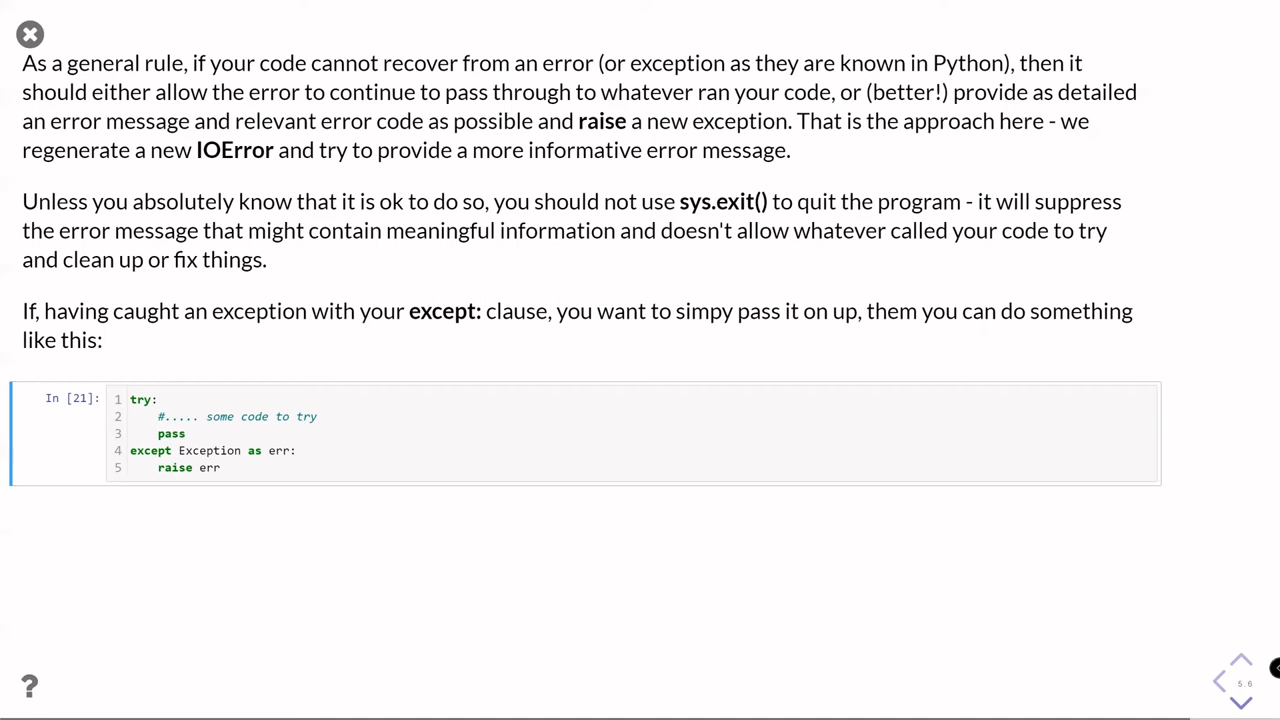 As a general rule, if your code cannot recover from an error (or exception as they are known in Python), then it
should either allow the error to continue to pass through to whatever ran your code, or (better!) provide as detailed
an error message and relevant error code as possible and raise a new exception. That is the approach here - we
regenerate a new IOError and try to provide a more informative error message.
Unless you absolutely know that it is ok to do so, you should not use sys.exit() to quit the program - it will suppress
the error message that might contain meaningful information and doesn't allow whatever called your code to try
and clean up or fix things.
If, having caught an exception with your except: clause, you want to simpy pass it on up, them you can do something
like this:
In [21]:
1 try:
2     #..... some code to try
3     pass
4 except Exception as err:
5     raise err
?
5.6